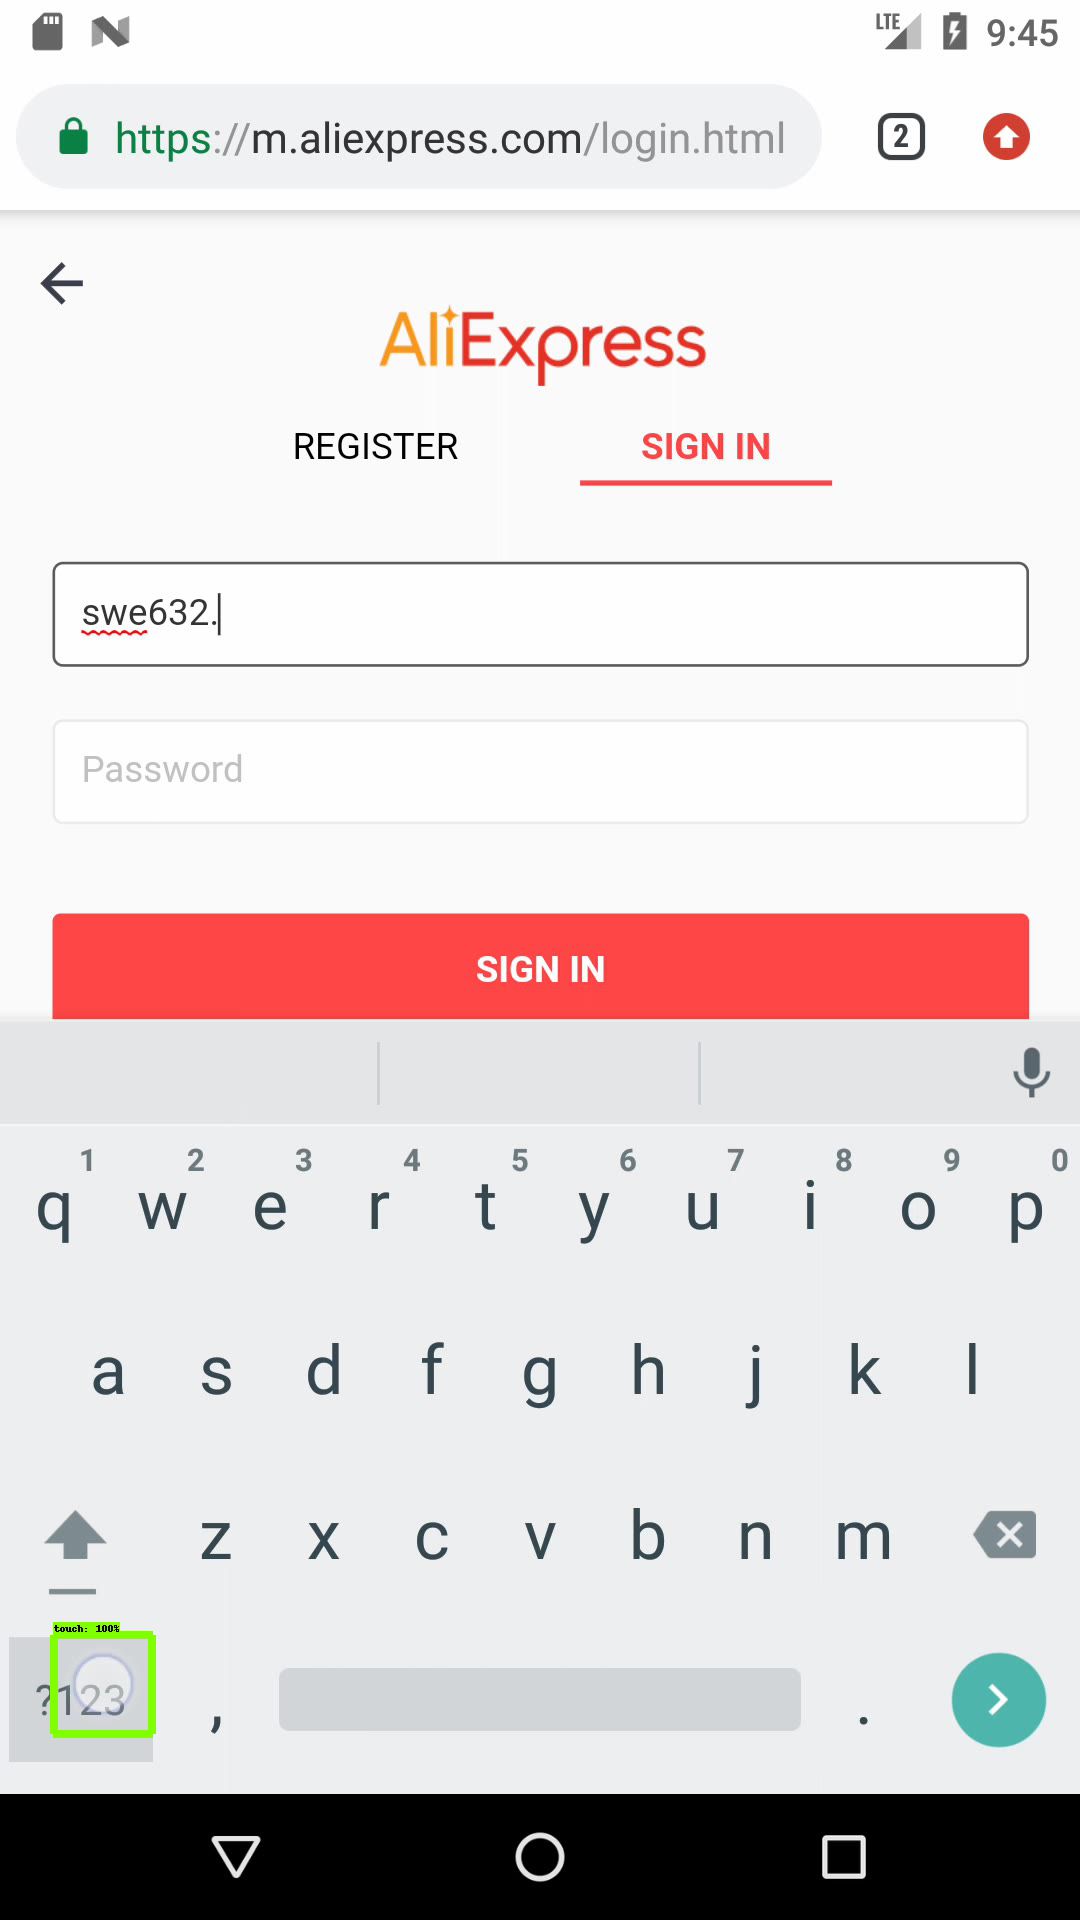 LTE 9:45
https://m.aliexpress.com/login.html 2
AliExpress
REGISTER SIGN IN
swe632.
Password
SIGN IN
1 2 3 4 5 6 7 8 9 0
q w e r t y u i o p
a s d f g h j k l
z x c v b n m
touch: 100%
?123 , .